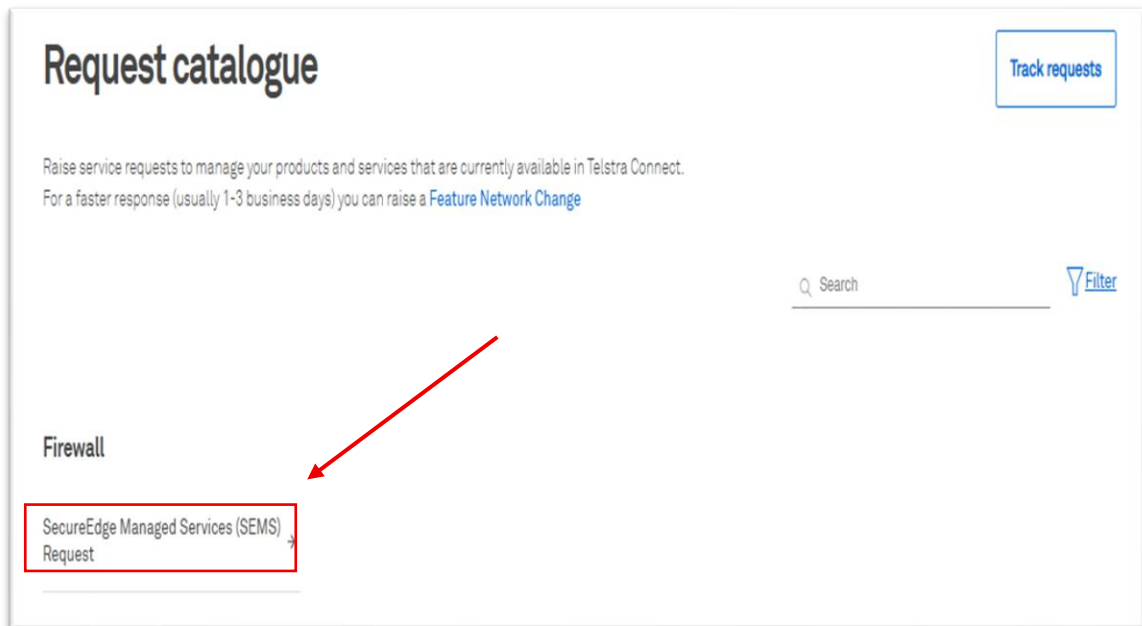 Request catalogue
Track requests
Raise service requests to manage your products and services that are currently available in Telstra Connect.
For a faster response (usually 1-3 business days) you can raise a Feature Network Change
Search
Filter
Firewall
SecureEdge Managed Services (SEMS)
Request